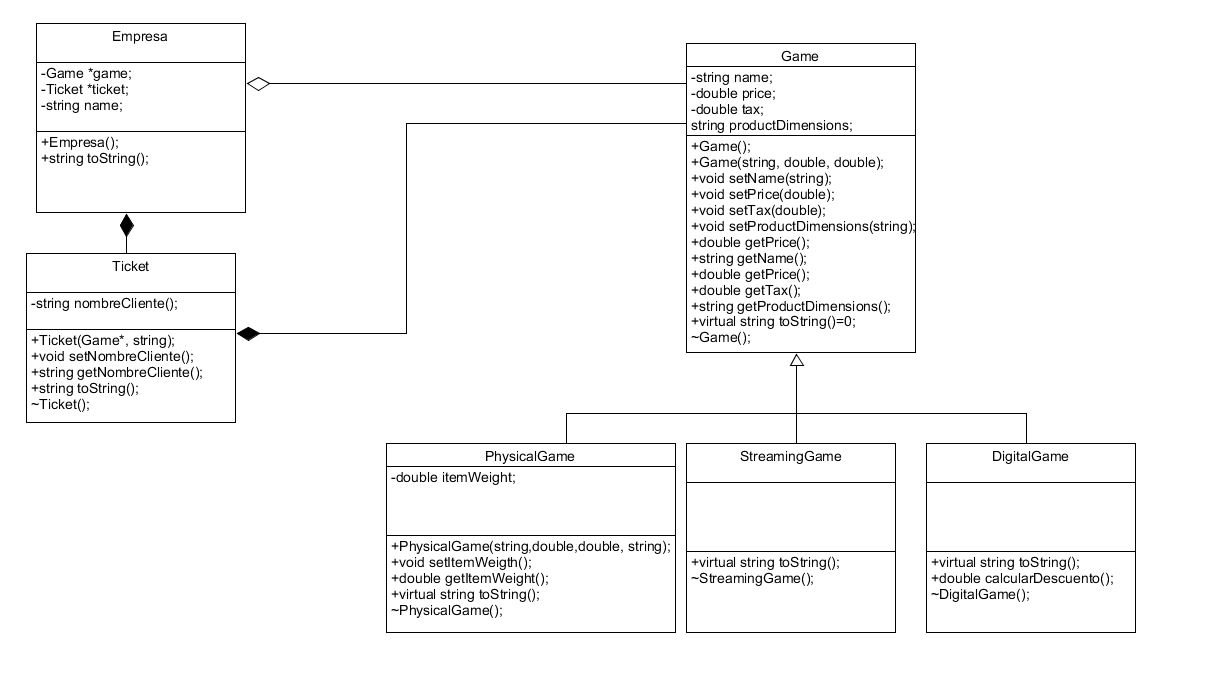 Empresa
-Game *game;
-Ticket *ticket;
-string name;
+Empresa();
+string toString();
Game
-string name;
-double price;
-double tax;
string productDimensions;
+Game();
+Game(string, double, double);
+void setName(string);
+void setPrice(double);
+void setTax(double);
+void setProductDimensions(string);
+double getPrice();
+string getName();
+double getPrice();
+double getTax();
+string getProductDimensions();
+virtual string toString()=0;
~Game();
Ticket
-string nombreCliente();
+Ticket(Game*, string);
+void setNombreCliente();
+string getNombreCliente();
+string toString();
~Ticket();
PhysicalGame
-double itemWeight;
+PhysicalGame(string,double,double, string);
+void setItemWeigth();
+double getItemWeight();
+virtual string toString();
~PhysicalGame();
StreamingGame
+virtual string toString();
~StreamingGame();
DigitalGame
+virtual string toString();
+double calcularDescuento();
~DigitalGame();